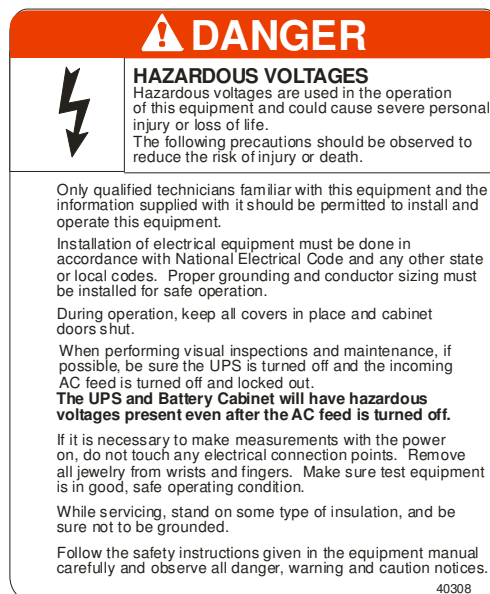 DANGER
HAZARDOUS VOLTAGES
Hazardous voltages are used in the operation
of this equipment and could cause severe personal
injury or loss of life.
The following precautions should be observed to
reduce the risk of injury or death.
Only qualified technicians familiar with this equipment and the
information supplied with it should be permitted to install and
operate this equipment.
Installation of electrical equipment must be done in
accordance with National Electrical Code and any other state
or local codes. Proper grounding and conductor sizing must
be installed for safe operation.
During operation, keep all covers in place and cabinet
doors shut.
When performing visual inspections and maintenance, if
possible, be sure the UPS is turned off and the incoming
AC feed is turned off and locked out.
The UPS and Battery Cabinet will have hazardous
voltages present even after the AC feed is turned off.
If it is necessary to make measurements with the power
on, do not touch any electrical connection points. Remove
all jewelry from wrists and fingers. Make sure test equipment
is in good, safe operating condition.
While servicing, stand on some type of insulation, and be
sure not to be grounded.
Follow the safety instructions given in the equipment manual
carefully and observe all danger, warning and caution notices.
40308